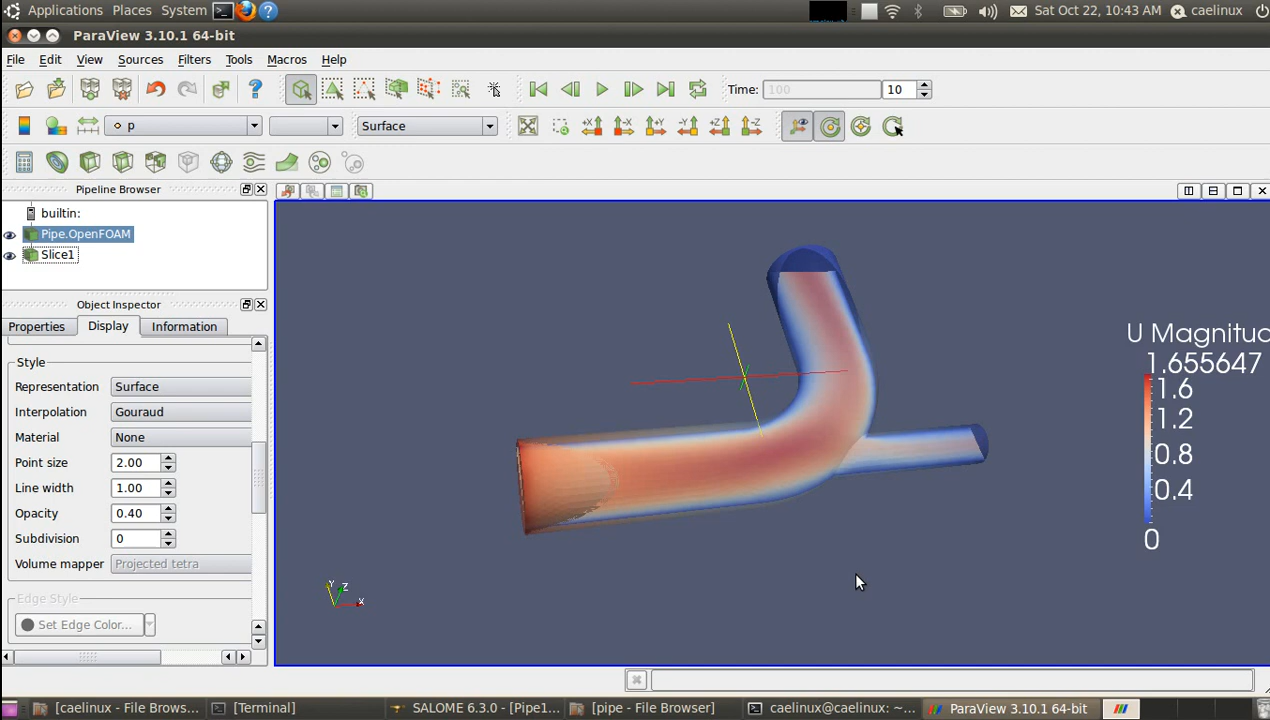 Applications Places System
Sat Oct 22, 10:43 AM caelinux
ParaView 3.10.1 64-bit
File Edit View Sources Filters Tools Macros Help
Time: 100 10
p Surface +X -X +Y -Y +Z -Z
Pipeline Browser
builtin:
Pipe.OpenFOAM
Slice1
Object Inspector
Properties Display Information
Style
Representation: Surface
Interpolation: Gouraud
Material: None
Point size 2.00
Line width: 1.00
Opacity: 0.40
Subdivision: 0
Volume mapper: Projected tetra
Edge Style
Set Edge Color...
U Magnitud
1.655647
1.6
1.2
0.8
0.4
0
Y Z X
[caelinux - File Brows... [Terminal] SALOME 6.3.0 - [Pipe1... [pipe - File Browser] caelinux@caelinux: ~... ParaView 3.10.1 64-bit